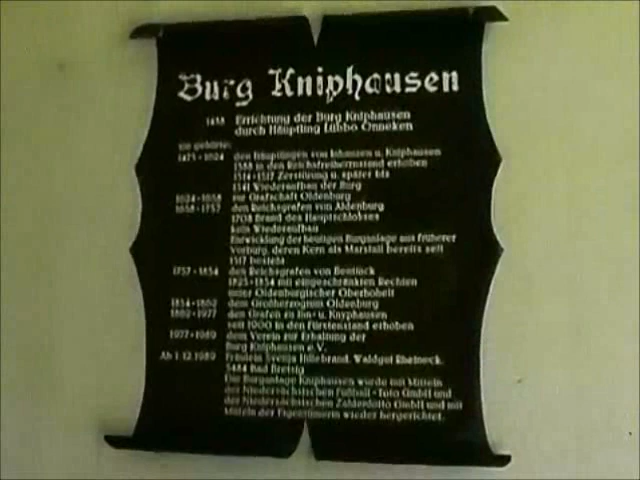 Burg Kniphausen
1438 Errichtung der Burg Kniphausen
durch Häuptling Lübbo Onneken
sie gehörte:
den Häuptlingen von Inhausen u. Kniphausen
1588 in den Reichsfreiherrnstand erhoben
1514-1517 Zerstörung u. später bis
1541 Wiederaufbau der Burg
1624-1658 zur Grafschaft Oldenburg
1658-1757 den Reichsgrafen von Aldenburg
1708 Brand des Hauptschlosses
kein Wiederaufbau
Entwicklung der heutigen Burganlage aus früherer
Vorburg, deren Kern als Marstall bereits seit
1517 besteht
1757-1854 den Reichsgrafen von Bentinck
1825-1854 mit eingeschränkten Rechten
unter Oldenburgischer Oberhoheit
1854-1862 dem Großherzogtum Oldenburg
1862-1977 den Grafen zu Inn- u. Knyphausen
seit 1900 in den Fürstenstand erhoben
1977-1989 dem Verein zur Erhaltung der
Burg Kniphausen e.V.
Ab 1.12.1989 Fräulein Svenja Hillebrand, Waldgut Rheineck,
5484 Bad Breisig
Die Burganlage Kniphausen wurde mit Mitteln
der Niedersächsischen Fußball-Toto GmbH und
der Niedersächsischen Zahlenlotto GmbH und mit
Mitteln der Eigentümerin wieder hergerichtet.